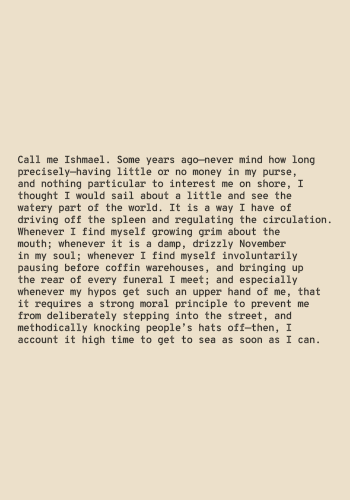 Call me Ishmael. Some years ago—never mind how long
precisely—having little or no money in my purse,
and nothing particular to interest me on shore, I
thought I would sail about a little and see the
watery part of the world. It is a way I have of
driving off the spleen and regulating the circulation.
Whenever I find myself growing grim about the
mouth; whenever it is a damp, drizzly November
in my soul; whenever I find myself involuntarily
pausing before coffin warehouses, and bringing up
the rear of every funeral I meet; and especially
whenever my hypos get such an upper hand of me, that
it requires a strong moral principle to prevent me
from deliberately stepping into the street, and
methodically knocking people’s hats off—then, I
account it high time to get to sea as soon as I can.